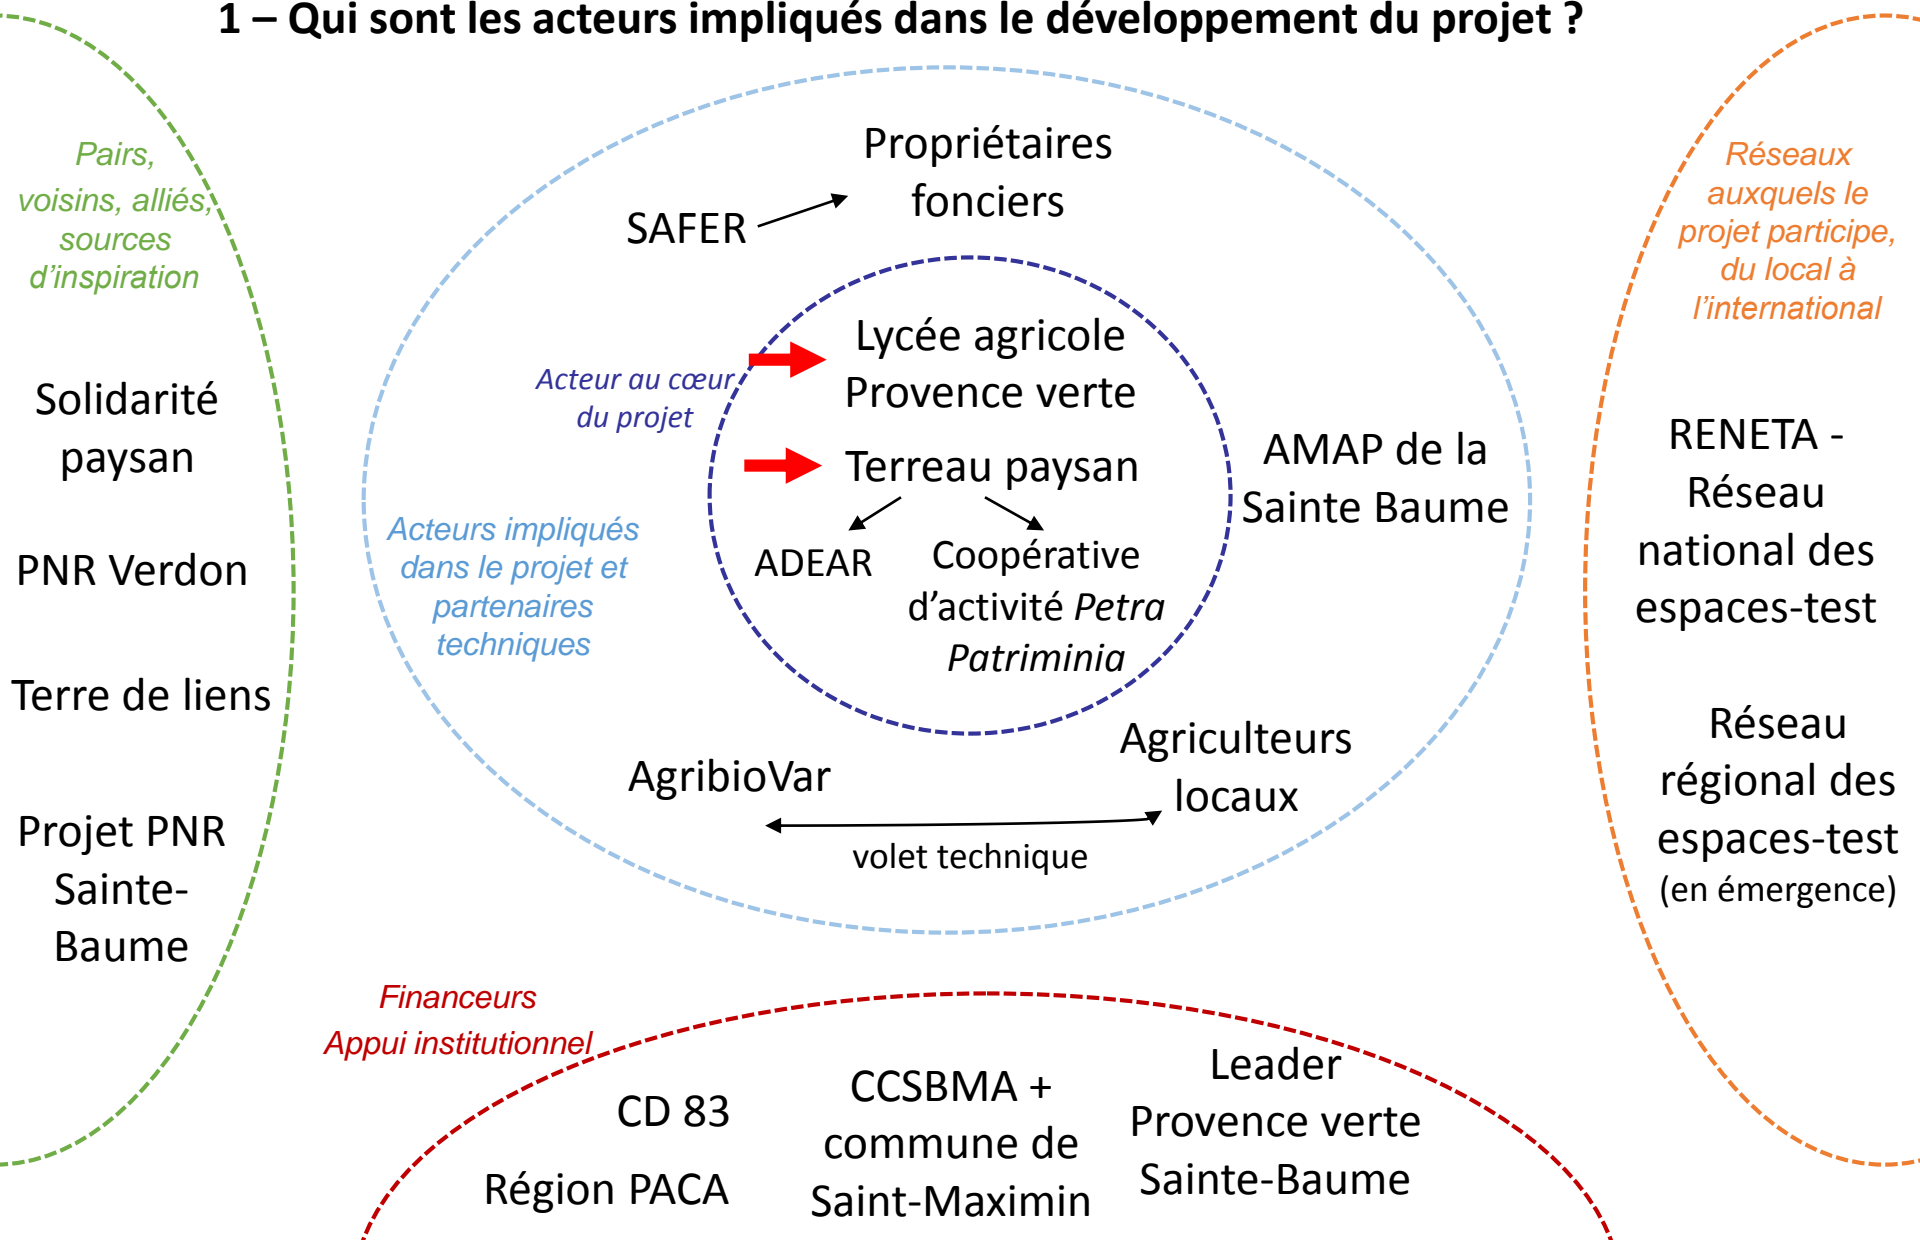 1 – Qui sont les acteurs impliqués dans le développement du projet ?
Pairs,
voisins, alliés,
sources
d’inspiration
Solidarité
paysan
PNR Verdon
Terre de liens
Projet PNR
Sainte-
Baume
Propriétaires
fonciers
SAFER
Acteur au cœur
du projet
Lycée agricole
Provence verte
Terreau paysan
ADEAR
Coopérative
d’activité Petra
Patriminia
AMAP de la
Sainte Baume
Acteurs impliqués
dans le projet et
partenaires
techniques
AgribioVar
Agriculteurs
locaux
volet technique
Réseaux
auxquels le
projet participe,
du local à
l’international
RENETA -
Réseau
national des
espaces-test
Réseau
régional des
espaces-test
(en émergence)
Financeurs
Appui institutionnel
CD 83
Région PACA
CCSBMA +
commune de
Saint-Maximin
Leader
Provence verte
Sainte-Baume